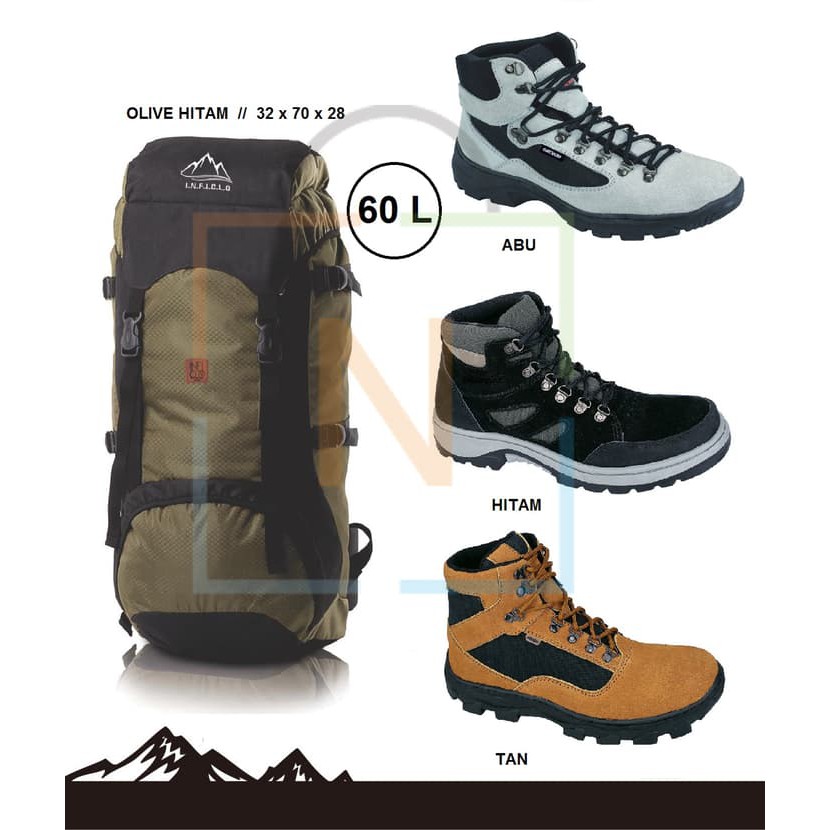 OLIVE HITAM // 32 x 70 x 28
I.N.F.I.C.L.O
60 L
ABU
HITAM
TAN